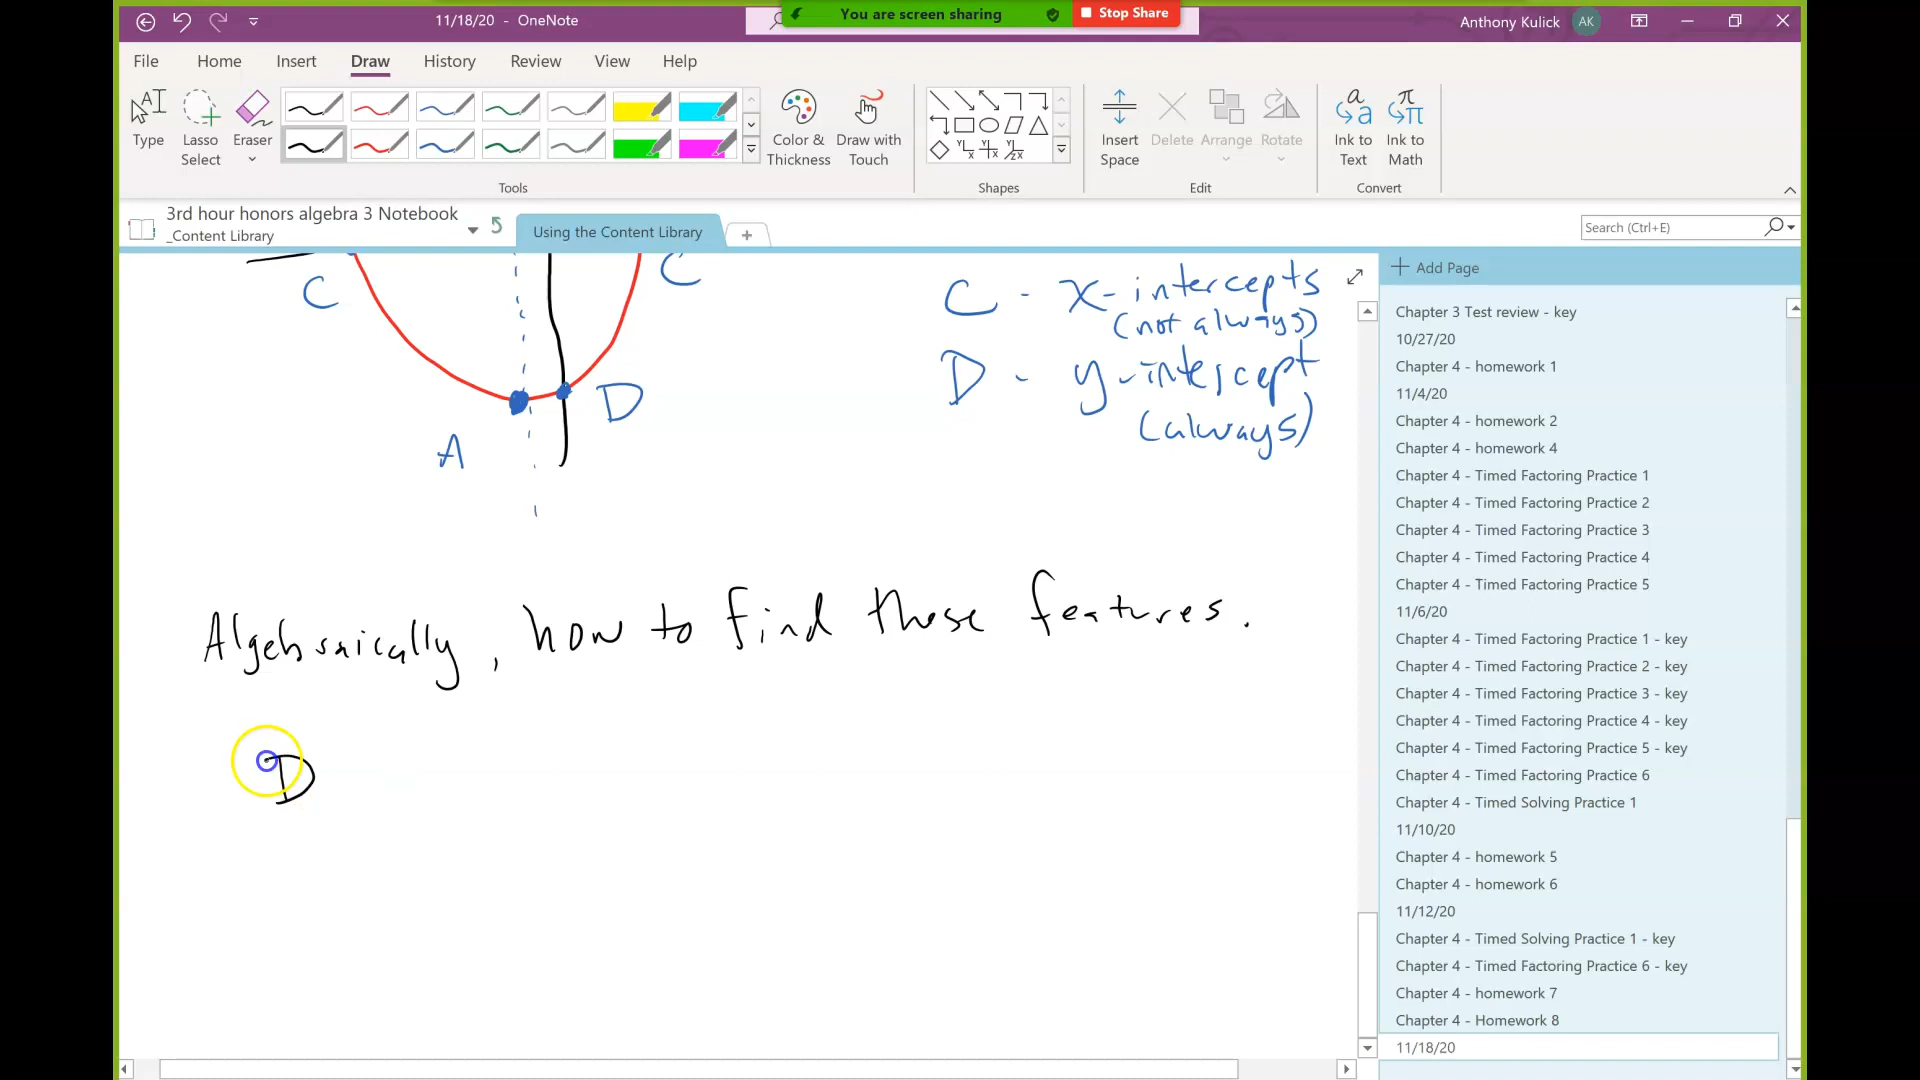 11/18/20 - OneNote
You are screen sharing
Stop Share
Anthony Kulick
AK
File
Home
Insert
Draw
History
Review
View
Help
Type
Lasso Select
Eraser
Color & Thickness
Draw with Touch
Insert Space
Delete
Arrange
Rotate
Ink to Text
Ink to Math
Tools
Shapes
Edit
Convert
3rd hour honors algebra 3 Notebook
_Content Library
Using the Content Library
Search (Ctrl+E)
C
C
D
A
C - x-intercepts
(not always)
D - y-intercept
(always)
Algebraically, how to find these features.
D
Add Page
Chapter 3 Test review - key
10/27/20
Chapter 4 - homework 1
11/4/20
Chapter 4 - homework 2
Chapter 4 - homework 4
Chapter 4 - Timed Factoring Practice 1
Chapter 4 - Timed Factoring Practice 2
Chapter 4 - Timed Factoring Practice 3
Chapter 4 - Timed Factoring Practice 4
Chapter 4 - Timed Factoring Practice 5
11/6/20
Chapter 4 - Timed Factoring Practice 1 - key
Chapter 4 - Timed Factoring Practice 2 - key
Chapter 4 - Timed Factoring Practice 3 - key
Chapter 4 - Timed Factoring Practice 4 - key
Chapter 4 - Timed Factoring Practice 5 - key
Chapter 4 - Timed Factoring Practice 6
Chapter 4 - Timed Solving Practice 1
11/10/20
Chapter 4 - homework 5
Chapter 4 - homework 6
11/12/20
Chapter 4 - Timed Solving Practice 1 - key
Chapter 4 - Timed Factoring Practice 6 - key
Chapter 4 - homework 7
Chapter 4 - Homework 8
11/18/20